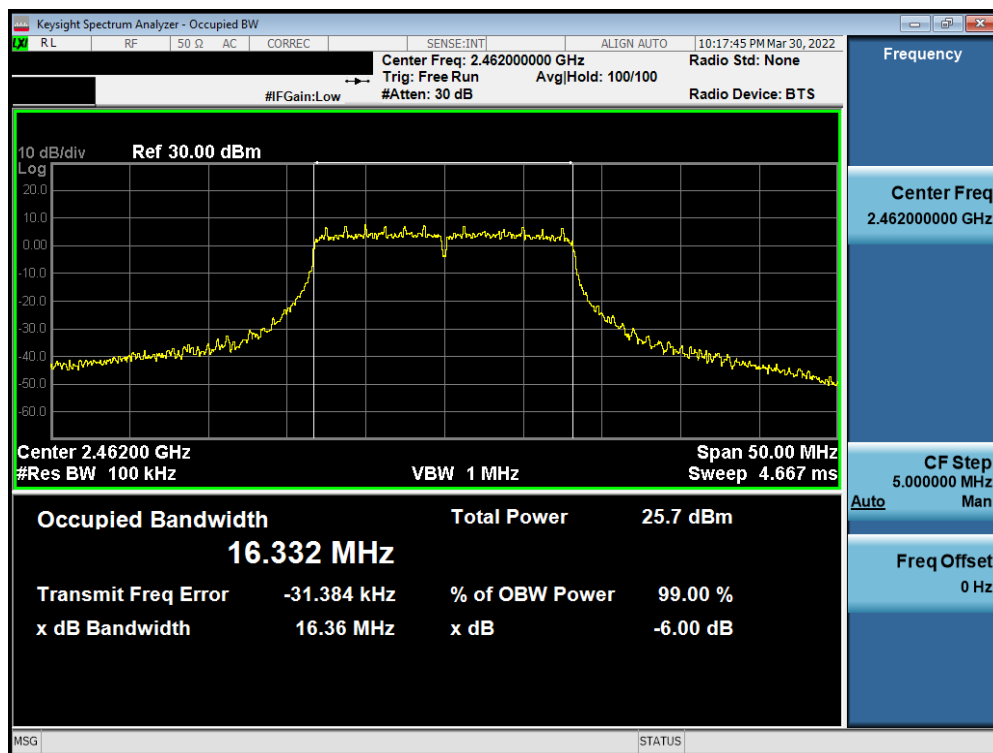 Keysight Spectrum Analyzer - Occupied BW
LXI RL RF 50 Ω AC CORREC SENSE:INT ALIGN AUTO 10:17:45 PM Mar 30, 2022
Center Freq: 2.462000000 GHz Radio Std: None
Trig: Free Run Avg|Hold: 100/100
#IFGain:Low #Atten: 30 dB Radio Device: BTS
Frequency
10 dB/div Ref 30.00 dBm
Log
20.0
10.0
0.00
-10.0
-20.0
-30.0
-40.0
-50.0
-60.0
Center 2.46200 GHz Span 50.00 MHz
#Res BW 100 kHz VBW 1 MHz Sweep 4.667 ms
Occupied Bandwidth Total Power 25.7 dBm
16.332 MHz
Transmit Freq Error -31.384 kHz % of OBW Power 99.00 %
x dB Bandwidth 16.36 MHz x dB -6.00 dB
Center Freq
2.462000000 GHz
CF Step
5.000000 MHz
Auto Man
Freq Offset
0 Hz
MSG STATUS